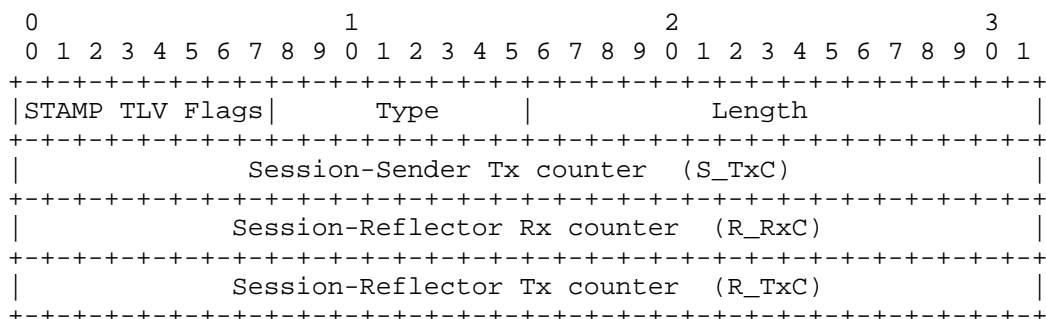 0                   1                   2                   3
 0 1 2 3 4 5 6 7 8 9 0 1 2 3 4 5 6 7 8 9 0 1 2 3 4 5 6 7 8 9 0 1
+-+-+-+-+-+-+-+-+-+-+-+-+-+-+-+-+-+-+-+-+-+-+-+-+-+-+-+-+-+-+-+-+
|STAMP TLV Flags|      Type     |           Length              |
+-+-+-+-+-+-+-+-+-+-+-+-+-+-+-+-+-+-+-+-+-+-+-+-+-+-+-+-+-+-+-+-+
|              Session-Sender Tx counter  (S_TxC)               |
+-+-+-+-+-+-+-+-+-+-+-+-+-+-+-+-+-+-+-+-+-+-+-+-+-+-+-+-+-+-+-+-+
|             Session-Reflector Rx counter  (R_RxC)             |
+-+-+-+-+-+-+-+-+-+-+-+-+-+-+-+-+-+-+-+-+-+-+-+-+-+-+-+-+-+-+-+-+
|             Session-Reflector Tx counter  (R_TxC)             |
+-+-+-+-+-+-+-+-+-+-+-+-+-+-+-+-+-+-+-+-+-+-+-+-+-+-+-+-+-+-+-+-+